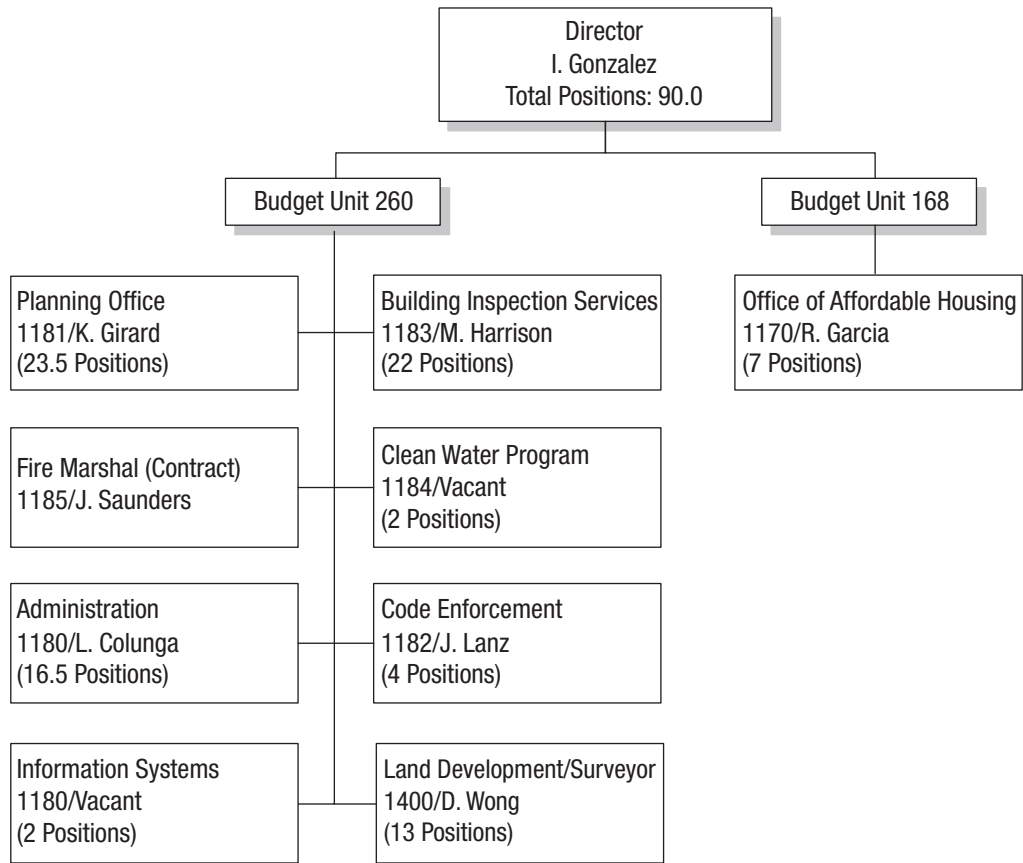 Director
I. Gonzalez
Total Positions: 90.0
Budget Unit 260
Budget Unit 168
Planning Office
1181/K. Girard
(23.5 Positions)
Building Inspection Services
1183/M. Harrison
(22 Positions)
Office of Affordable Housing
1170/R. Garcia
(7 Positions)
Fire Marshal (Contract)
1185/J. Saunders
Clean Water Program
1184/Vacant
(2 Positions)
Administration
1180/L. Colunga
(16.5 Positions)
Code Enforcement
1182/J. Lanz
(4 Positions)
Information Systems
1180/Vacant
(2 Positions)
Land Development/Surveyor
1400/D. Wong
(13 Positions)